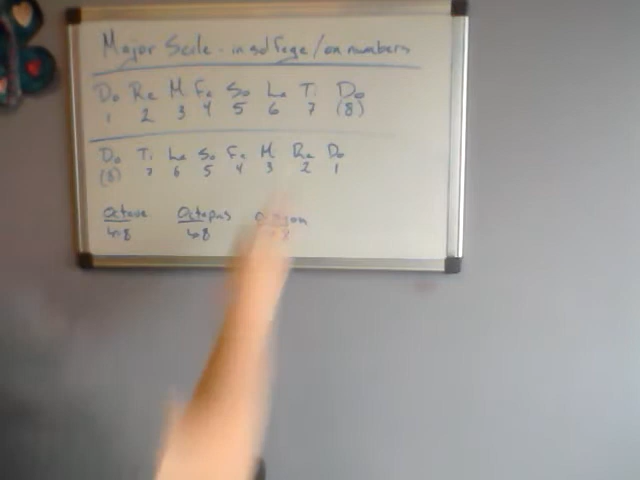 Major Scale - in solfege / on numbers
Do Re Mi Fa So La Ti Do
1 2 3 4 5 6 7 (8)
Do Ti La So Fa Mi Re Do
(8) 7 6 5 4 3 2 1
Octave Octopus